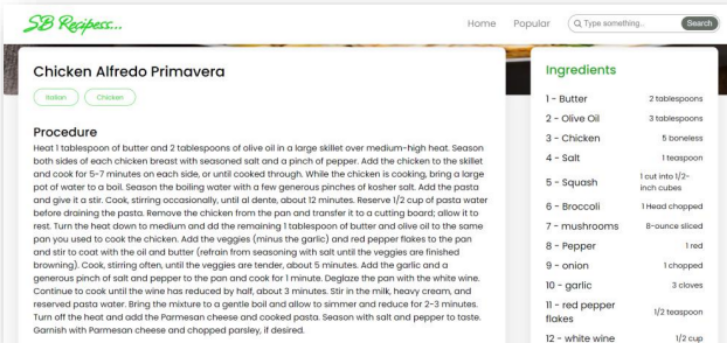 SB Recipess...
Home Popular Type something.. Search
Chicken Alfredo Primavera
Italian Chicken
Procedure
Heat 1 tablespoon of butter and 2 tablespoons of olive oil in a large skillet over medium-high heat. Season
both sides of each chicken breast with seasoned salt and a pinch of pepper. Add the chicken to the skillet
and cook for 5-7 minutes on each side, or until cooked through. While the chicken is cooking, bring a large
pot of water to a boil. Season the boiling water with a few generous pinches of kosher salt. Add the pasta
and give it a stir. Cook, stirring occasionally, until al dente, about 12 minutes. Reserve 1/2 cup of pasta water
before draining the pasta. Remove the chicken from the pan and transfer it to a cutting board; allow it to
rest. Turn the heat down to medium and dd the remaining 1 tablespoon of butter and olive oil to the same
pan you used to cook the chicken. Add the veggies (minus the garlic) and red pepper flakes to the pan
and stir to coat with the oil and butter (refrain from seasoning with salt until the veggies are finished
browning). Cook, stirring often, until the veggies are tender, about 5 minutes. Add the garlic and a
generous pinch of salt and pepper to the pan and cook for 1 minute. Deglaze the pan with the white wine.
Continue to cook until the wine has reduced by half, about 3 minutes. Stir in the milk, heavy cream, and
reserved pasta water. Bring the mixture to a gentle boil and allow to simmer and reduce for 2-3 minutes.
Turn off the heat and add the Parmesan cheese and cooked pasta. Season with salt and pepper to taste.
Garnish with Parmesan cheese and chopped parsley, if desired.
Ingredients
1 - Butter 2 tablespoons
2 - Olive Oil 3 tablespoons
3 - Chicken 5 boneless
4 - Salt 1 teaspoon
5 - Squash 1 cut into 1/2-
inch cubes
6 - Broccoli 1 Head chopped
7 - mushrooms 8-ounce sliced
8 - Pepper 1 red
9 - onion 1 chopped
10 - garlic 3 cloves
11 - red pepper
flakes 1/2 teaspoon
12 - white wine 1/2 cup